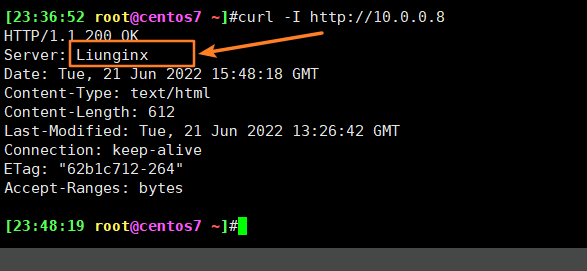 [23:36:52 root@centos7 ~]#curl -I http://10.0.0.8
HTTP/1.1 200 OK
Server: Liunginx
Date: Tue, 21 Jun 2022 15:48:18 GMT
Content-Type: text/html
Content-Length: 612
Last-Modified: Tue, 21 Jun 2022 13:26:42 GMT
Connection: keep-alive
ETag: "62b1c712-264"
Accept-Ranges: bytes
[23:48:19 root@centos7 ~]#